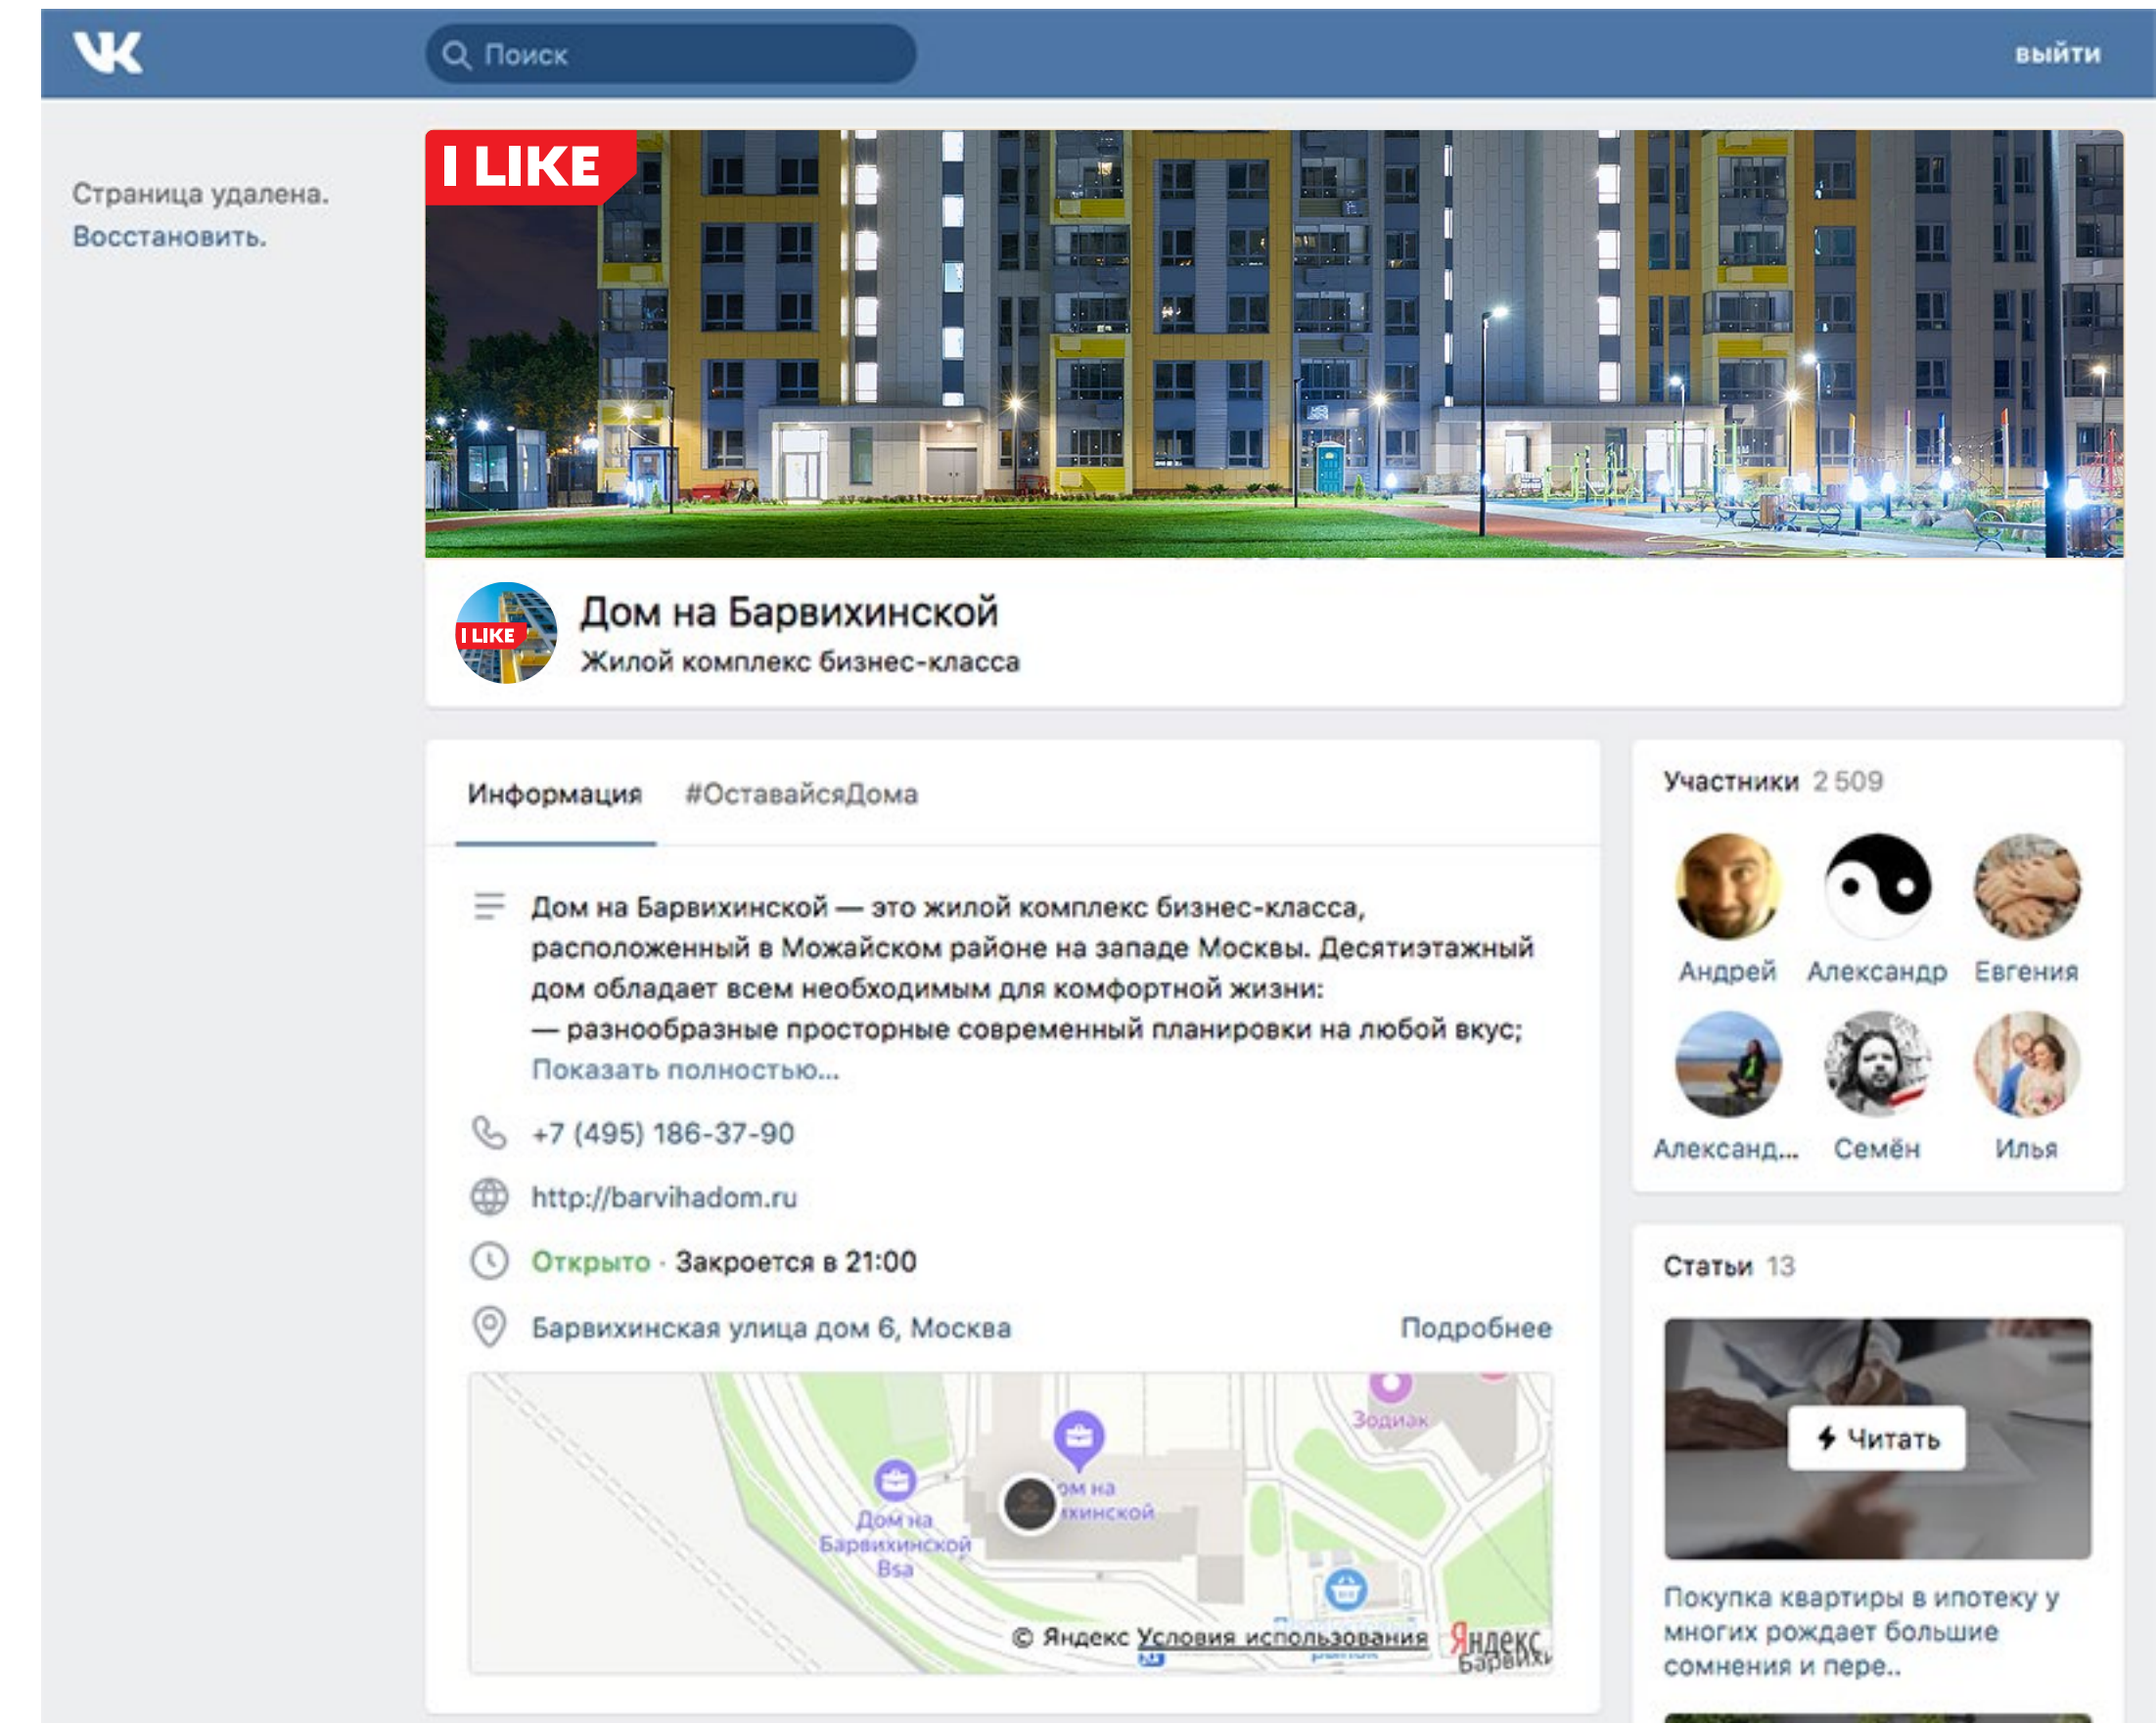 VK
Поиск
выйти
Страница удалена.
Восстановить.
I LIKE
I LIKE
Дом на Барвихинской
Жилой комплекс бизнес-класса
Информация #ОставайсяДома
Дом на Барвихинской — это жилой комплекс бизнес-класса,
расположенный в Можайском районе на западе Москвы. Десятиэтажный
дом обладает всем необходимым для комфортной жизни:
— разнообразные просторные современный планировки на любой вкус;
Показать полностью...
+7 (495) 186-37-90
http://barvihadom.ru
Открыто · Закроется в 21:00
Барвихинская улица дом 6, Москва
Подробнее
Зодиак
на
Дом на
Барвихинской
Bsa
© Яндекс Условия использования
Яндекс
Участники 2 509
Андрей Александр Евгения
Александ... Семён Илья
Статьи 13
Читать
Покупка квартиры в ипотеку у
многих рождает большие
сомнения и пере..